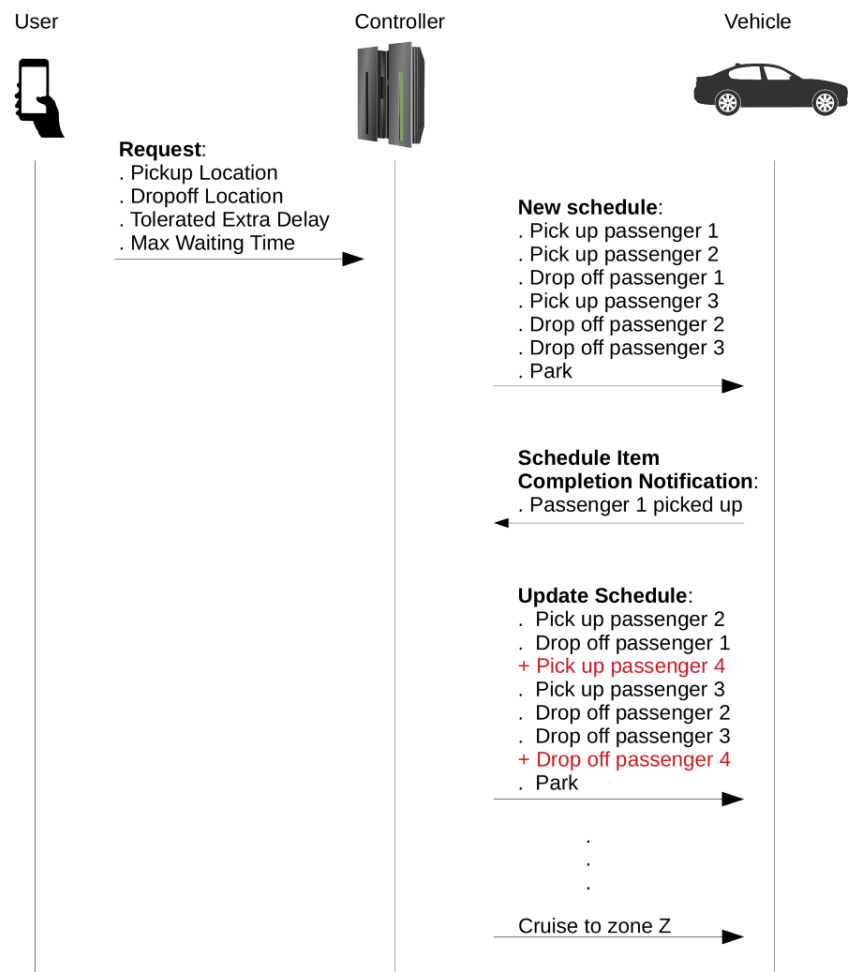 User
Controller
Vehicle
Request:
. Pickup Location
. Dropoff Location
. Tolerated Extra Delay
. Max Waiting Time
New schedule:
. Pick up passenger 1
. Pick up passenger 2
. Drop off passenger 1
. Pick up passenger 3
. Drop off passenger 2
. Drop off passenger 3
. Park
Schedule Item
Completion Notification:
. Passenger 1 picked up
Update Schedule:
. Pick up passenger 2
. Drop off passenger 1
+ Pick up passenger 4
. Pick up passenger 3
. Drop off passenger 2
. Drop off passenger 3
+ Drop off passenger 4
. Park
.
.
.
Cruise to zone Z